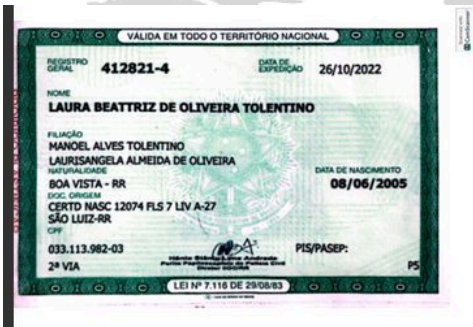 VÁLIDA EM TODO O TERRITÓRIO NACIONAL
REGISTRO GERAL 412821-4 DATA DE EXPEDIÇÃO 26/10/2022
NOME
LAURA BEATTRIZ DE OLIVEIRA TOLENTINO
FILIAÇÃO
MANOEL ALVES TOLENTINO
LAURISANGELA ALMEIDA DE OLIVEIRA
NATURALIDADE DATA DE NASCIMENTO
BOA VISTA - RR 08/06/2005
DOC. ORIGEM
CERTD NASC 12074 FLS 7 LIV A-27
SÃO LUIZ-RR
CPF
033.113.982-03 PIS/PASEP:
2ª VIA P5
LEI Nº 7.116 DE 29/08/83
CamScanner